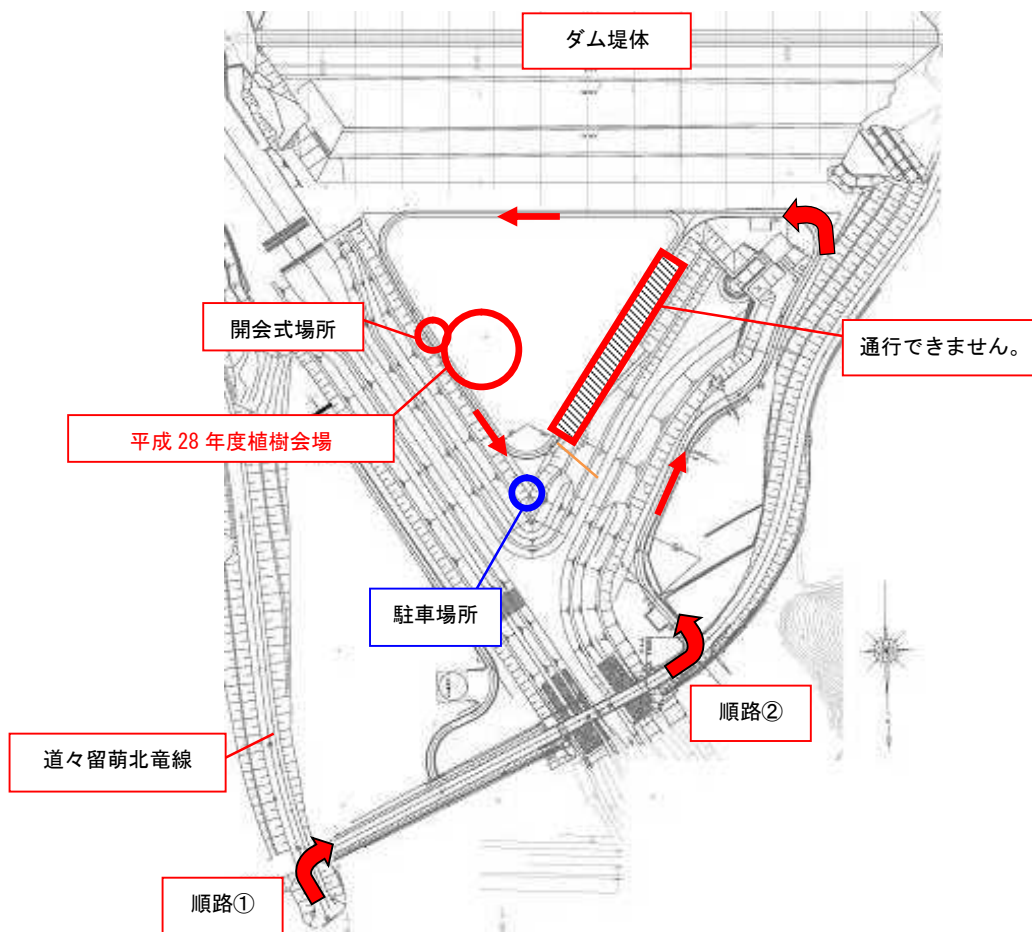 ダム堤体
開会式場所
通行できません。
平成 28 年度植樹会場
駐車場所
順路②
道々留萌北竜線
順路①